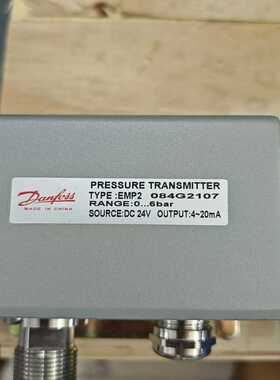 Danfoss
MADE IN CHINA
PRESSURE TRANSMITTER
TYPE :EMP2 084G2107
RANGE:0...6bar
SOURCE:DC 24V OUTPUT:4~20mA